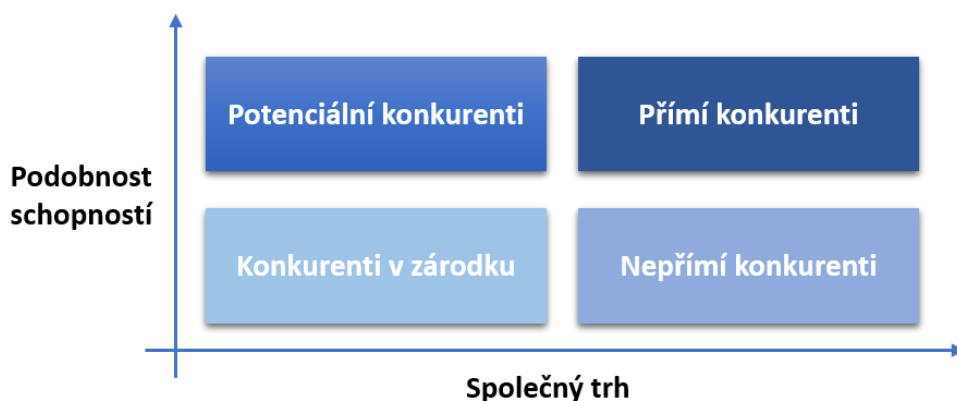 Potenciální konkurenti
Přímí konkurenti
Podobnost
schopností
Konkurenti v zárodku
Nepřímí konkurenti
Společný trh